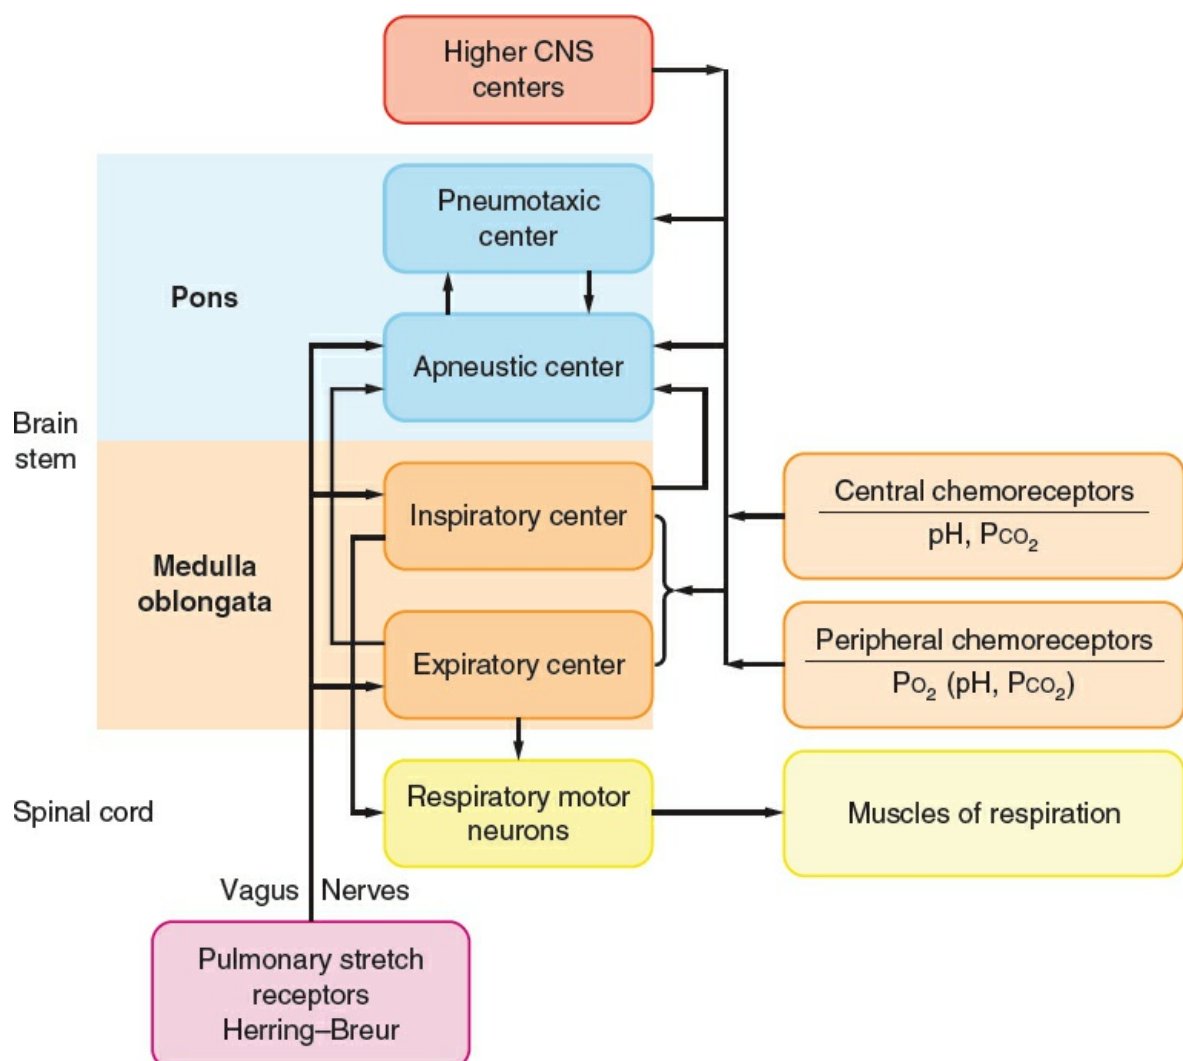 Higher CNS
centers
Pneumotaxic
center
Pons
Apneustic center
Brain
stem
Inspiratory center
Central chemoreceptors
pH, PCO₂
Medulla
oblongata
Expiratory center
Peripheral chemoreceptors
PO₂ (pH, PCO₂)
Spinal cord
Respiratory motor
neurons
Muscles of respiration
Vagus Nerves
Pulmonary stretch
receptors
Herring–Breur